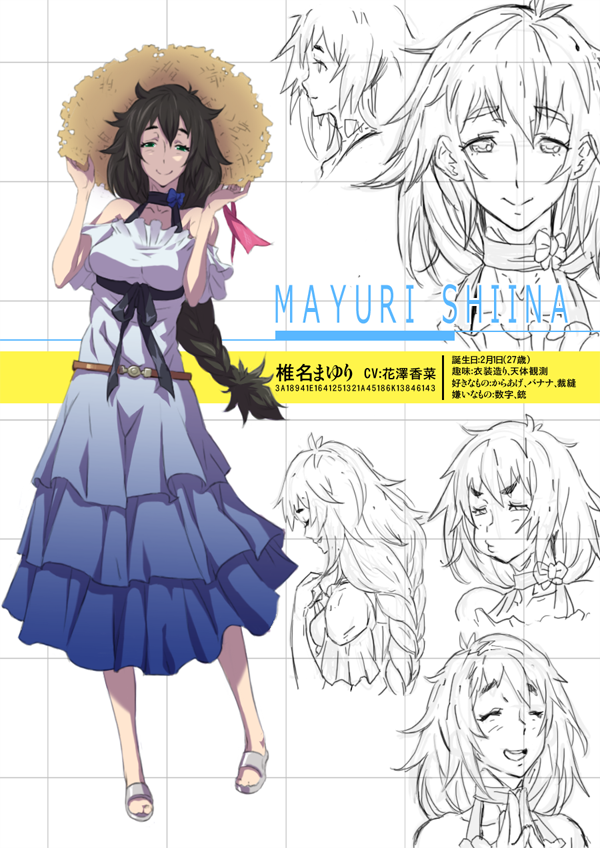 MAYURI SHIINA
椎名まゆり CV:花澤香菜
3A18941E1641251321A45186K13846143
誕生日:2月1日(27歳)
趣味:衣装造り、天体観測
好きなもの:からあげ、バナナ、裁縫
嫌いなもの:数字、銃